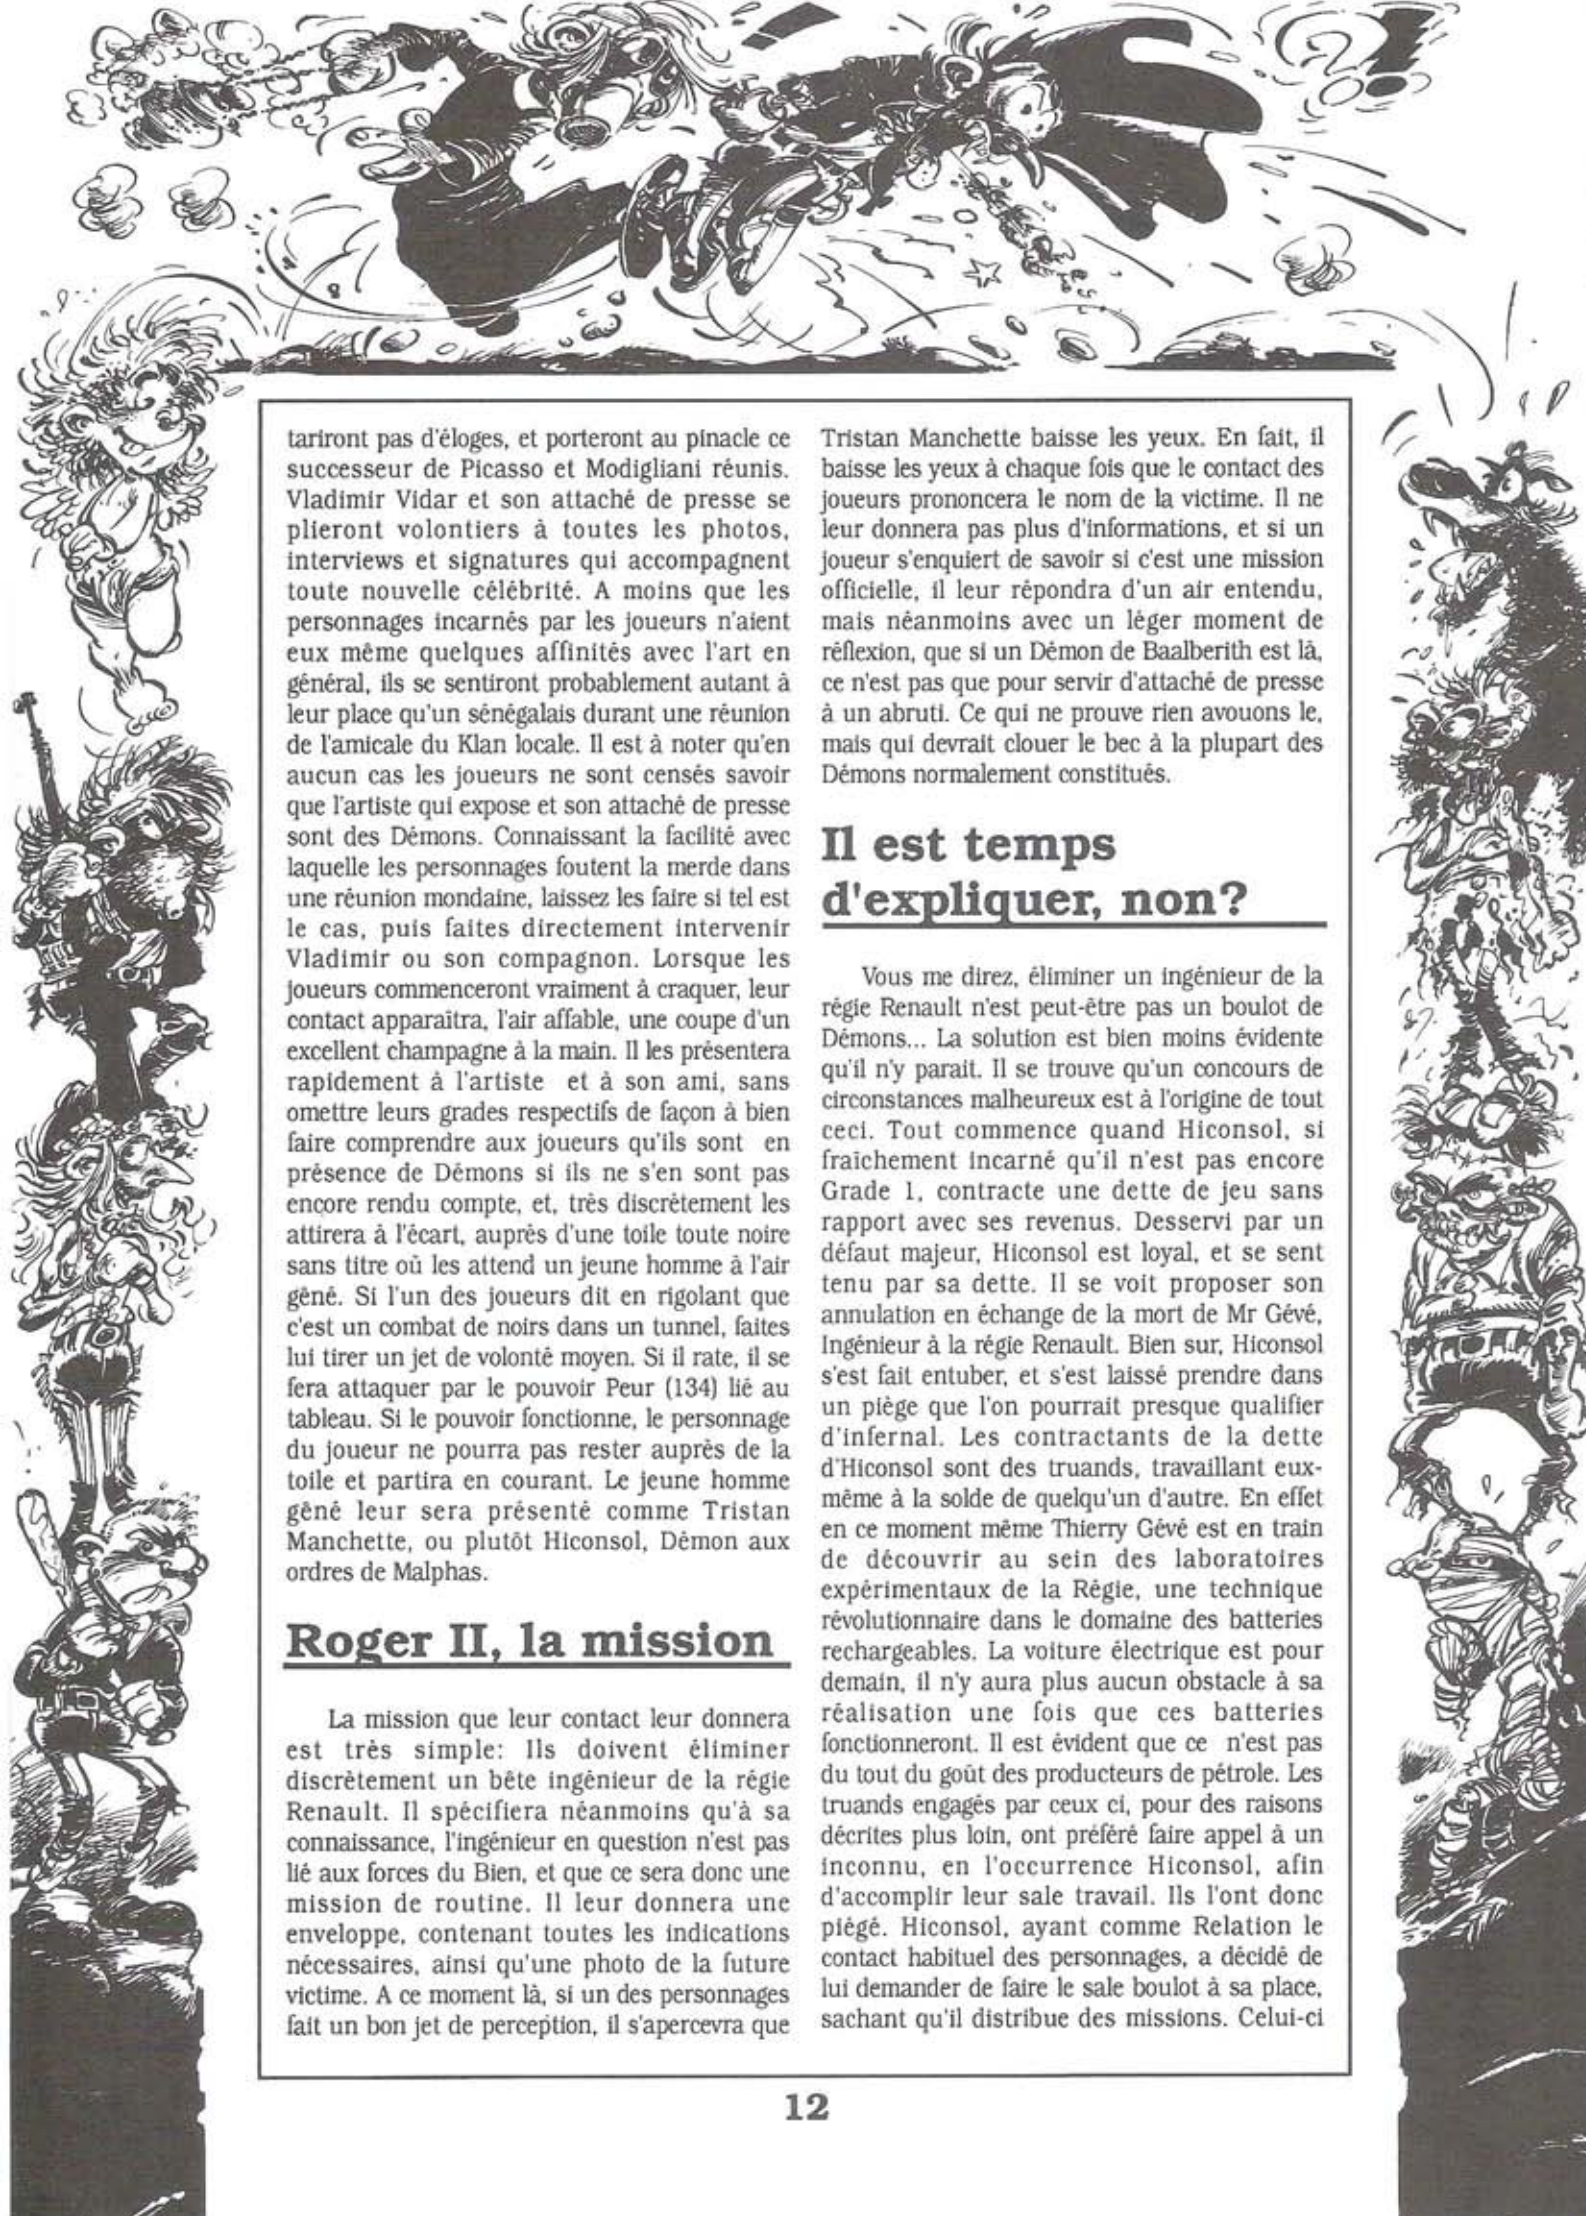 tariront pas d'éloges, et porteront au pinacle ce
successeur de Picasso et Modigliani réunis.
Vladimir Vidar et son attaché de presse se
plieront volontiers à toutes les photos,
interviews et signatures qui accompagnent
toute nouvelle célébrité. A moins que les
personnages incarnés par les joueurs n'aient
eux même quelques affinités avec l'art en
général, ils se sentiront probablement autant à
leur place qu'un sénégalais durant une réunion
de l'amicale du Klan locale. Il est à noter qu'en
aucun cas les joueurs ne sont censés savoir
que l'artiste qui expose et son attaché de presse
sont des Démons. Connaissant la facilité avec
laquelle les personnages foutent la merde dans
une réunion mondaine, laissez les faire si tel est
le cas, puis faites directement intervenir
Vladimir ou son compagnon. Lorsque les
joueurs commenceront vraiment à craquer, leur
contact apparaîtra, l'air affable, une coupe d'un
excellent champagne à la main. Il les présentera
rapidement à l'artiste et à son ami, sans
omettre leurs grades respectifs de façon à bien
faire comprendre aux joueurs qu'ils sont en
présence de Démons si ils ne s'en sont pas
encore rendu compte, et, très discrètement les
attirera à l'écart, auprès d'une toile toute noire
sans titre où les attend un jeune homme à l'air
gêné. Si l'un des joueurs dit en rigolant que
c'est un combat de noirs dans un tunnel, faites
lui tirer un jet de volonté moyen. Si il rate, il se
fera attaquer par le pouvoir Peur (134) lié au
tableau. Si le pouvoir fonctionne, le personnage
du joueur ne pourra pas rester auprès de la
toile et partira en courant. Le jeune homme
gêné leur sera présenté comme Tristan
Manchette, ou plutôt Hiconsol, Démon aux
ordres de Malphas.
Roger II, la mission
La mission que leur contact leur donnera
est très simple: Ils doivent éliminer
discrètement un bête ingénieur de la régie
Renault. Il spécifiera néanmoins qu'à sa
connaissance, l'ingénieur en question n'est pas
lié aux forces du Bien, et que ce sera donc une
mission de routine. Il leur donnera une
enveloppe, contenant toutes les indications
nécessaires, ainsi qu'une photo de la future
victime. A ce moment là, si un des personnages
fait un bon jet de perception, il s'apercevra que
Tristan Manchette baisse les yeux. En fait, il
baisse les yeux à chaque fois que le contact des
joueurs prononcera le nom de la victime. Il ne
leur donnera pas plus d'informations, et si un
joueur s'enquiert de savoir si c'est une mission
officielle, il leur répondra d'un air entendu,
mais néanmoins avec un léger moment de
réflexion, que si un Démon de Baalberith est là,
ce n'est pas que pour servir d'attaché de presse
à un abruti. Ce qui ne prouve rien avouons le,
mais qui devrait clouer le bec à la plupart des
Démons normalement constitués.
Il est temps
d'expliquer, non?
Vous me direz, éliminer un ingénieur de la
régie Renault n'est peut-être pas un boulot de
Démons... La solution est bien moins évidente
qu'il n'y parait. Il se trouve qu'un concours de
circonstances malheureux est à l'origine de tout
ceci. Tout commence quand Hiconsol, si
fraîchement incarné qu'il n'est pas encore
Grade 1, contracte une dette de jeu sans
rapport avec ses revenus. Desservi par un
défaut majeur, Hiconsol est loyal, et se sent
tenu par sa dette. Il se voit proposer son
annulation en échange de la mort de Mr Gévé,
Ingénieur à la régie Renault. Bien sur, Hiconsol
s'est fait entuber, et s'est laissé prendre dans
un piège que l'on pourrait presque qualifier
d'infernal. Les contractants de la dette
d'Hiconsol sont des truands, travaillant eux-
même à la solde de quelqu'un d'autre. En effet
en ce moment même Thierry Gévé est en train
de découvrir au sein des laboratoires
expérimentaux de la Régie, une technique
révolutionnaire dans le domaine des batteries
rechargeables. La voiture électrique est pour
demain, il n'y aura plus aucun obstacle à sa
réalisation une fois que ces batteries
fonctionneront. Il est évident que ce n'est pas
du tout du goût des producteurs de pétrole. Les
truands engagés par ceux ci, pour des raisons
décrites plus loin, ont préféré faire appel à un
inconnu, en l'occurrence Hiconsol, afin
d'accomplir leur sale travail. Ils l'ont donc
piégé. Hiconsol, ayant comme Relation le
contact habituel des personnages, a décidé de
lui demander de faire le sale boulot à sa place,
sachant qu'il distribue des missions. Celui-ci
12